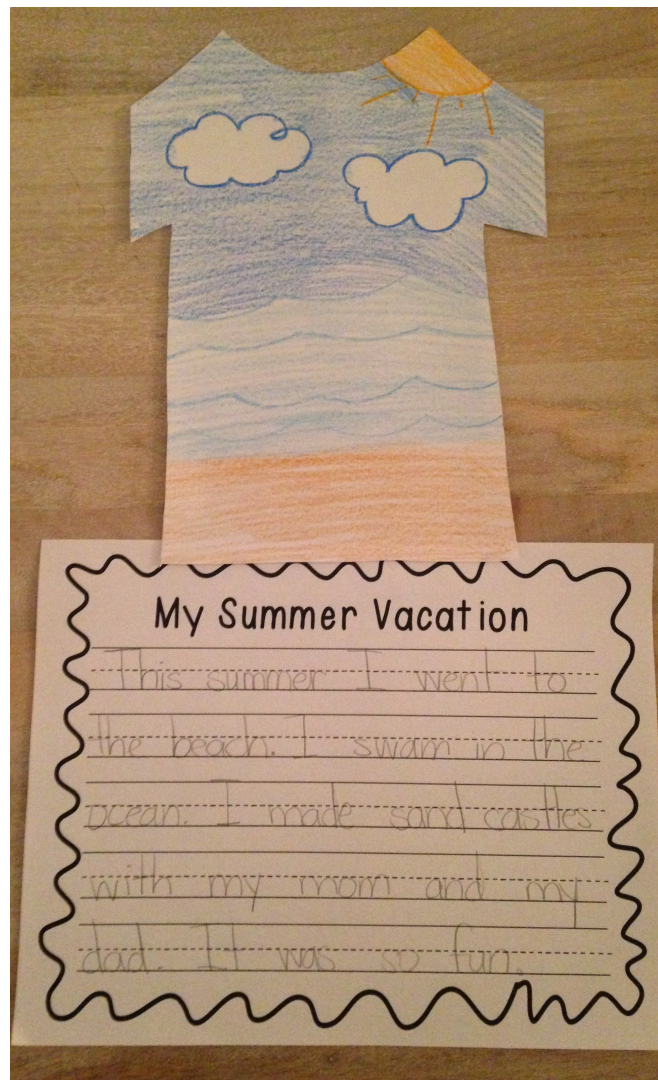 My Summer Vacation
This summer I went to
the beach. I swam in the
ocean. I made sand castles
with my mom and my
dad. It was so fun.